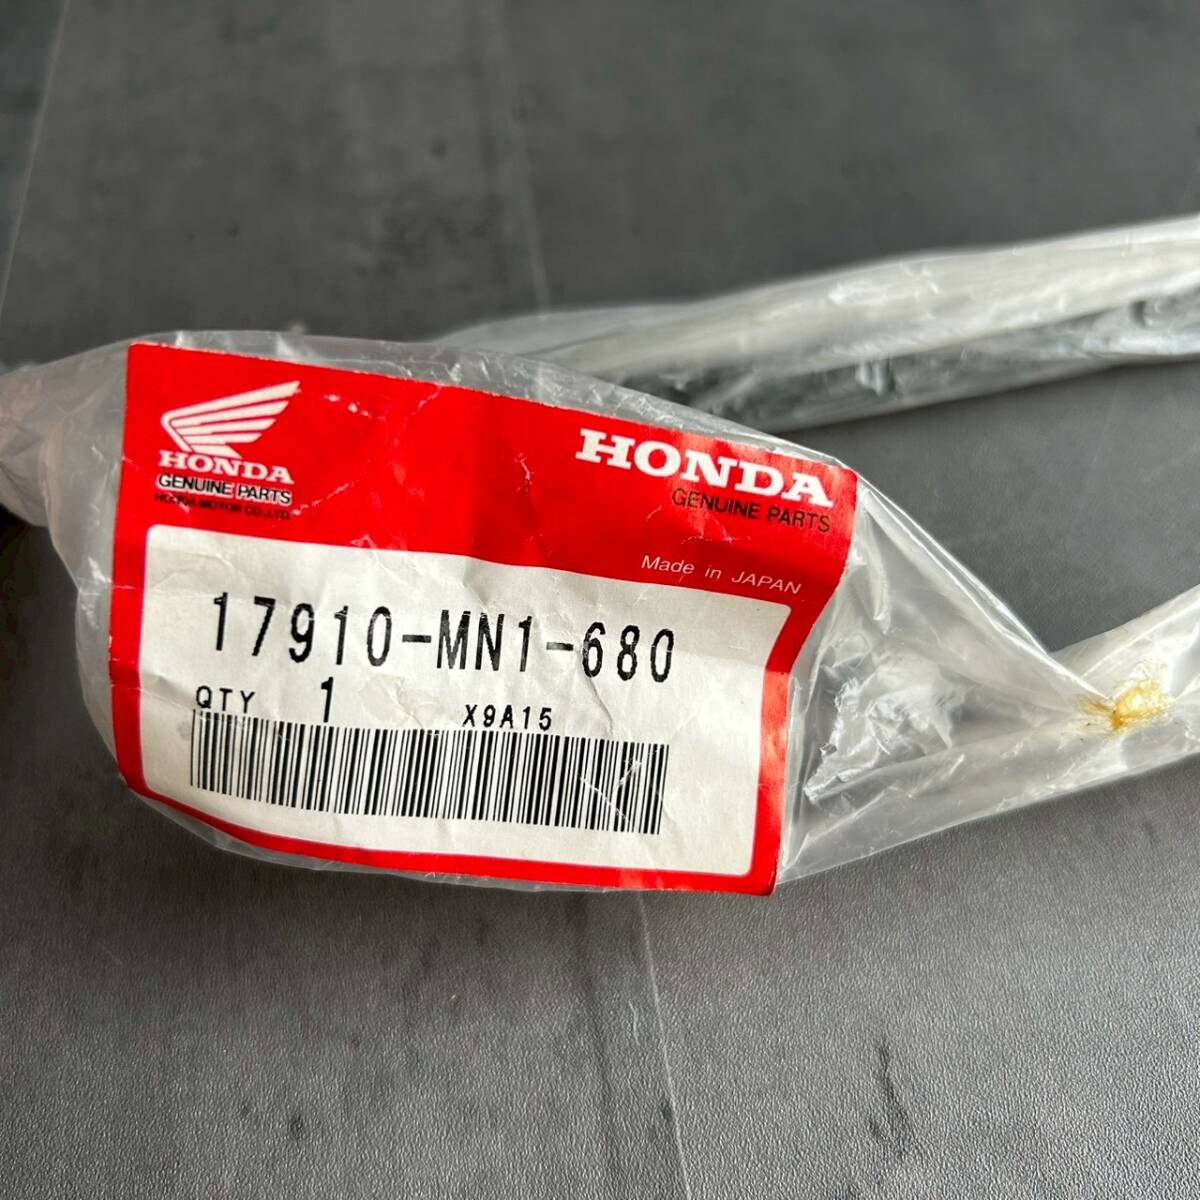 HONDA
GENUINE PARTS
HONDA MOTOR CO.,LTD.
HONDA
GENUINE PARTS
Made in JAPAN
17910-MN1-680
QTY 1 X9A15